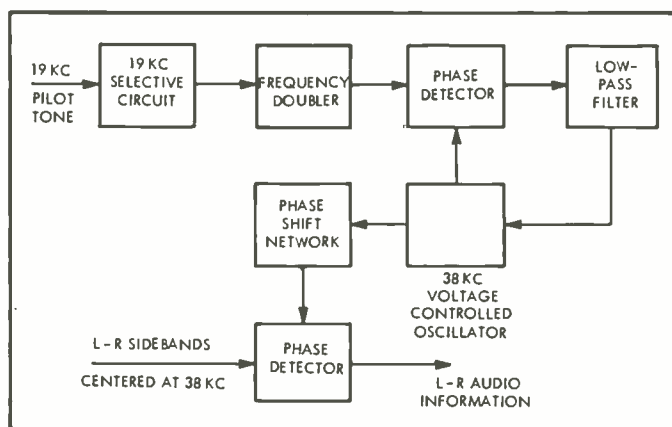 19 KC
PILOT
TONE
19 KC
SELECTIVE
CIRCUIT
FREQUENCY
DOUBLER
PHASE
DETECTOR
LOW-
PASS
FILTER
PHASE
SHIFT
NETWORK
38 KC
VOLTAGE
CONTROLLED
OSCILLATOR
L-R SIDEBANDS
CENTERED AT 38 KC
PHASE
DETECTOR
L-R AUDIO
INFORMATION